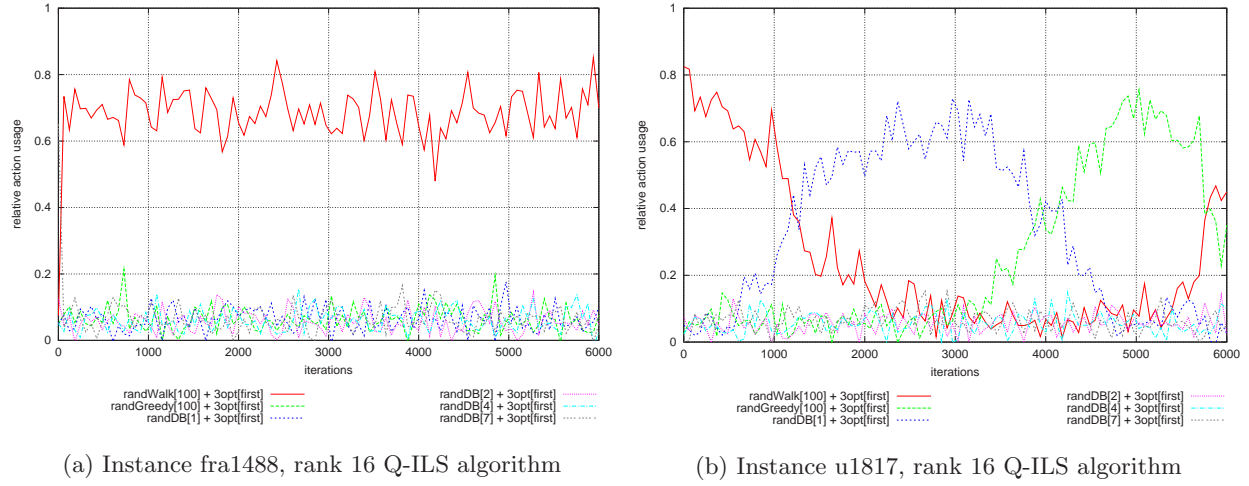 1
0.8
0.6
0.4
0.2
0
relative action usage
0 1000 2000 3000 4000 5000 6000
iterations
randWalk[100] + 3opt[first]
randGreedy[100] + 3opt[first]
randDB[1] + 3opt[first]
randDB[2] + 3opt[first]
randDB[4] + 3opt[first]
randDB[7] + 3opt[first]
(a) Instance fra1488, rank 16 Q-ILS algorithm
1
0.8
0.6
0.4
0.2
0
relative action usage
0 1000 2000 3000 4000 5000 6000
iterations
randWalk[100] + 3opt[first]
randGreedy[100] + 3opt[first]
randDB[1] + 3opt[first]
randDB[2] + 3opt[first]
randDB[4] + 3opt[first]
randDB[7] + 3opt[first]
(b) Instance u1817, rank 16 Q-ILS algorithm